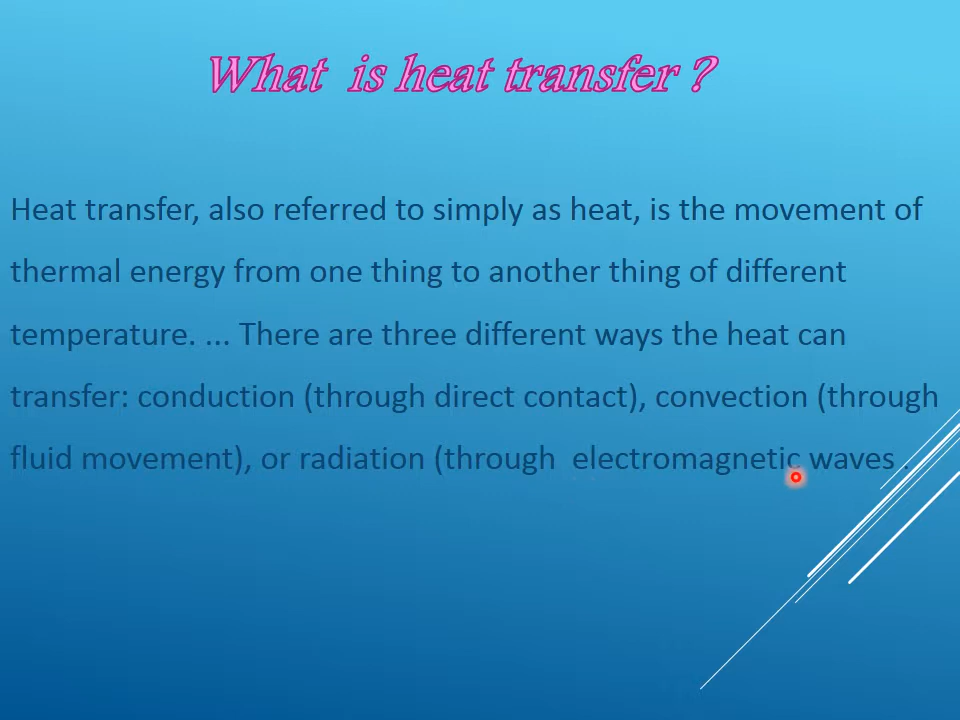 What is heat transfer ?
Heat transfer, also referred to simply as heat, is the movement of
thermal energy from one thing to another thing of different
temperature. ... There are three different ways the heat can
transfer: conduction (through direct contact), convection (through
fluid movement), or radiation (through electromagnetic waves .